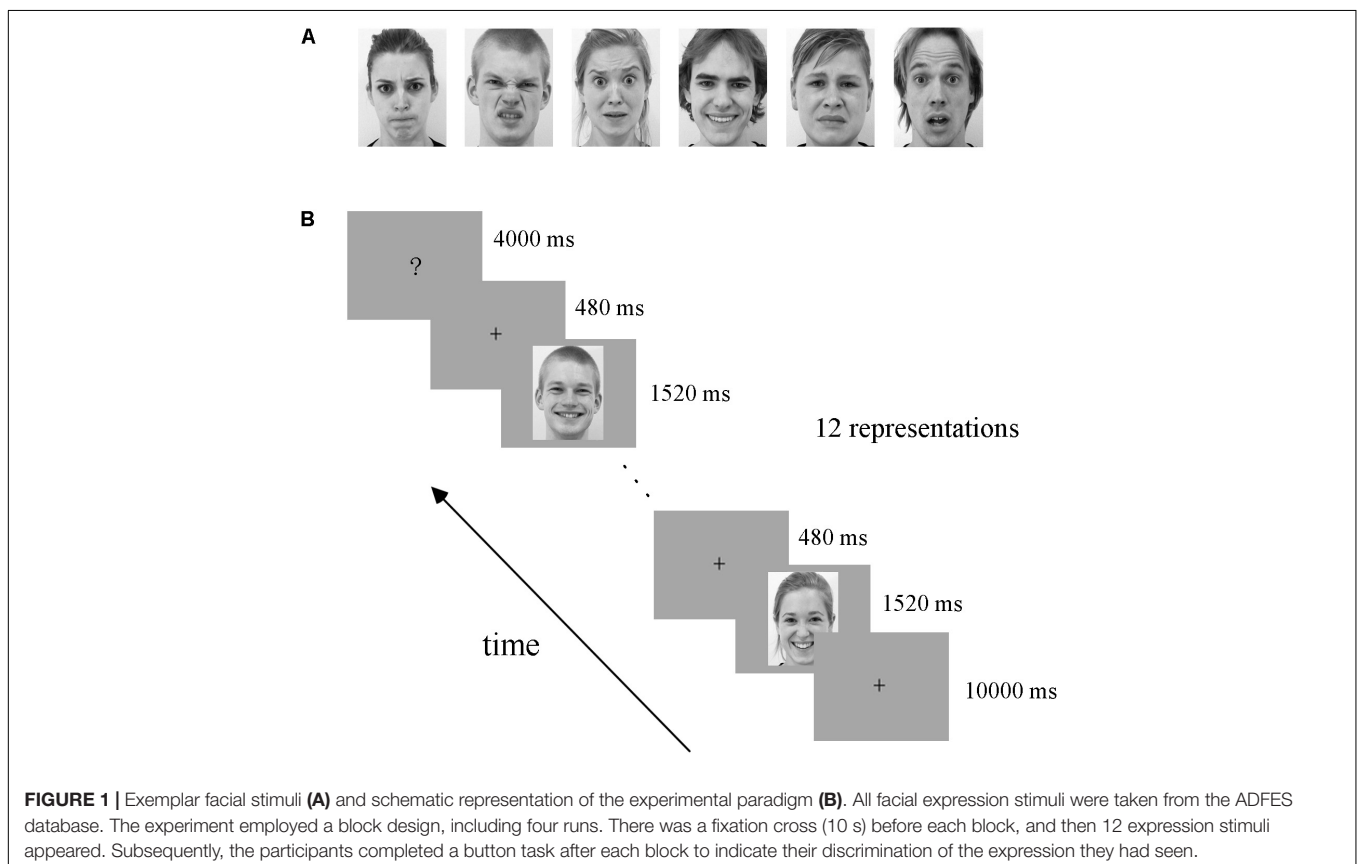 A
B
?
4000 ms
+
480 ms
1520 ms
12 representations
+
480 ms
1520 ms
time
+
10000 ms
FIGURE 1 | Exemplar facial stimuli (A) and schematic representation of the experimental paradigm (B). All facial expression stimuli were taken from the ADFES
database. The experiment employed a block design, including four runs. There was a fixation cross (10 s) before each block, and then 12 expression stimuli
appeared. Subsequently, the participants completed a button task after each block to indicate their discrimination of the expression they had seen.